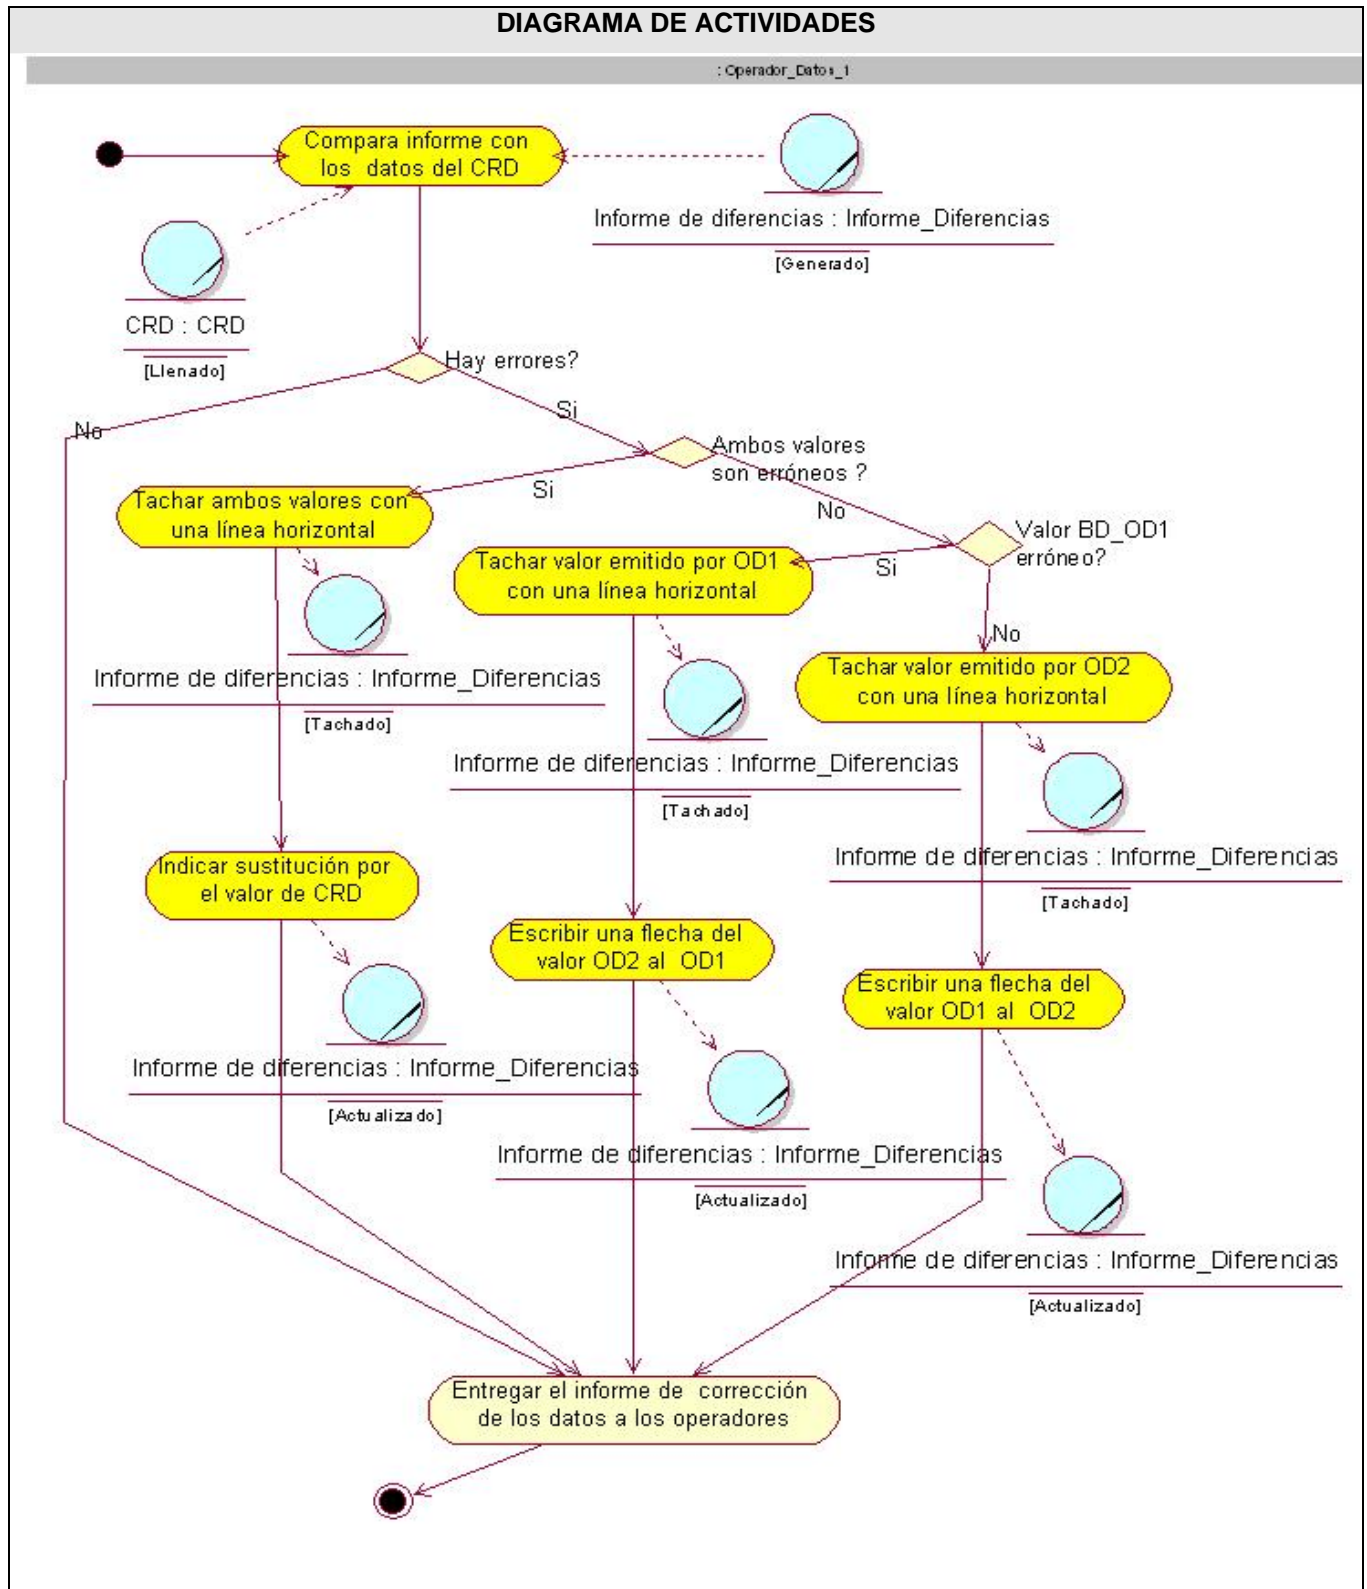 DIAGRAMA DE ACTIVIDADES
: Operador_Datos_1
Compara informe con
los datos del CRD
Informe de diferencias : Informe_Diferencias
[Generado]
CRD : CRD
[Llenado]
Hay errores?
No
Si
Ambos valores
son erróneos ?
Si
No
Tachar ambos valores con
una línea horizontal
Valor BD_OD1
erróneo?
Si
No
Tachar valor emitido por OD1
con una línea horizontal
Tachar valor emitido por OD2
con una línea horizontal
Informe de diferencias : Informe_Diferencias
[Tachado]
Informe de diferencias : Informe_Diferencias
[Tachado]
Informe de diferencias : Informe_Diferencias
[Tachado]
Indicar sustitución por
el valor de CRD
Escribir una flecha del
valor OD2 al OD1
Escribir una flecha del
valor OD1 al OD2
Informe de diferencias : Informe_Diferencias
[Actualizado]
Informe de diferencias : Informe_Diferencias
[Actualizado]
Informe de diferencias : Informe_Diferencias
[Actualizado]
Entregar el informe de corrección
de los datos a los operadores